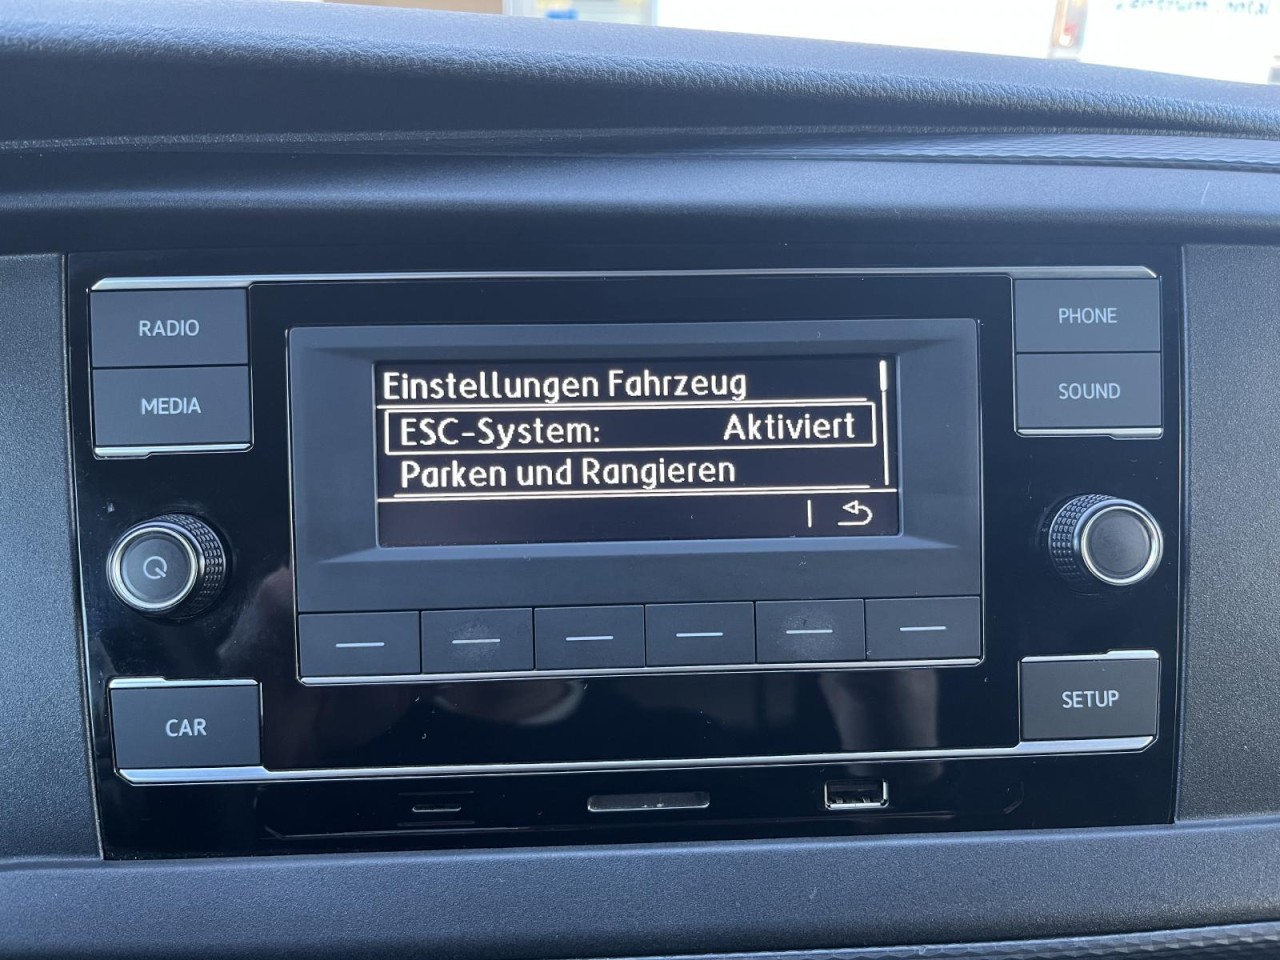 RADIO
MEDIA
PHONE
SOUND
Einstellungen Fahrzeug
ESC-System: Aktiviert
Parken und Rangieren
CAR
SETUP